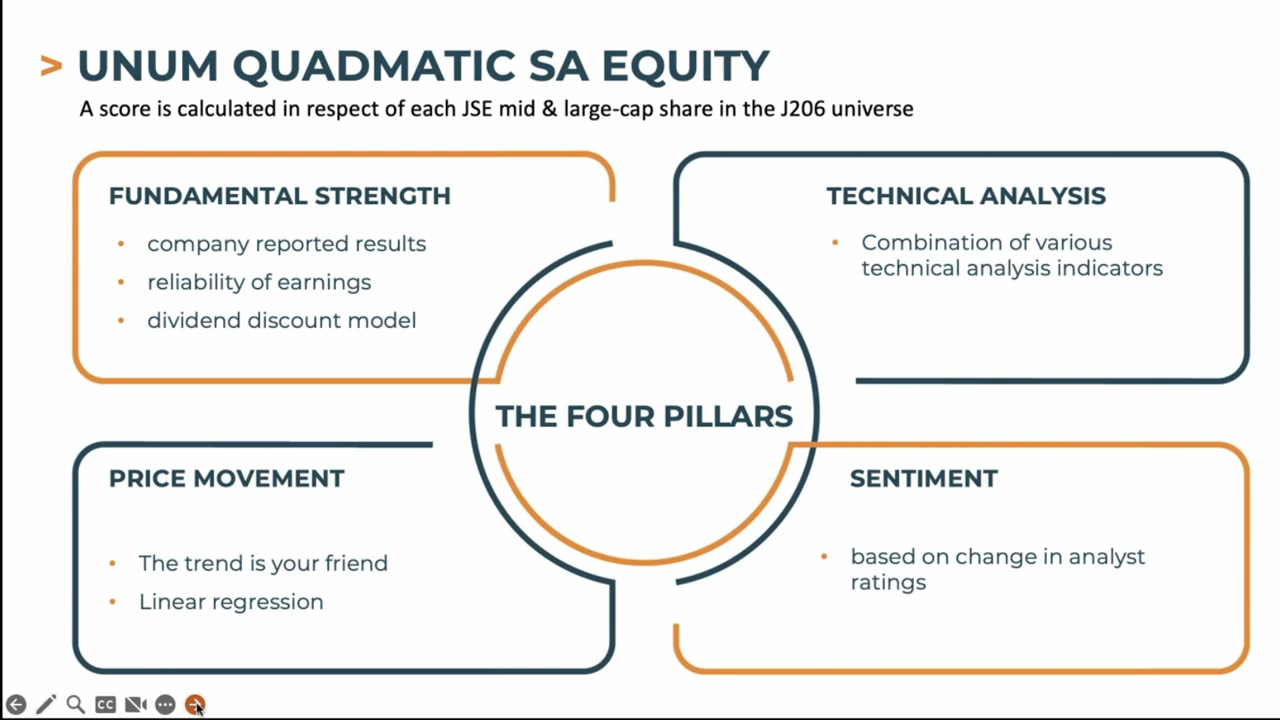 > UNUM QUADMATIC SA EQUITY
A score is calculated in respect of each JSE mid & large-cap share in the J206 universe
FUNDAMENTAL STRENGTH
• company reported results
• reliability of earnings
• dividend discount model
TECHNICAL ANALYSIS
• Combination of various
technical analysis indicators
THE FOUR PILLARS
PRICE MOVEMENT
• The trend is your friend
• Linear regression
SENTIMENT
• based on change in analyst
ratings
CC